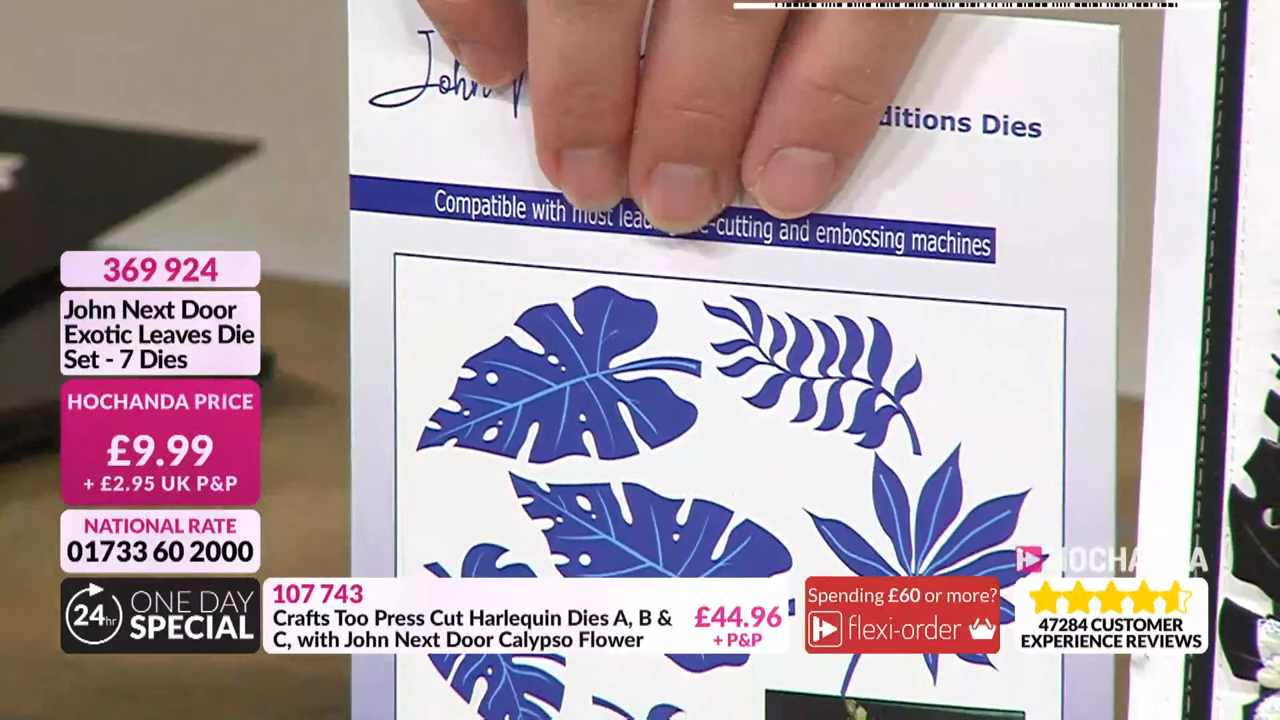 John
ditions Dies
Compatible with most lead -cutting and embossing machines
369 924
John Next Door
Exotic Leaves Die
Set - 7 Dies
HOCHANDA PRICE
£9.99
+ £2.95 UK P&P
NATIONAL RATE
01733 60 2000
24hr
ONE DAY
SPECIAL
107 743
Crafts Too Press Cut Harlequin Dies A, B &
C, with John Next Door Calypso Flower
£44.96
+ P&P
Spending £60 or more?
flexi-order
HOCHANDA
47284 CUSTOMER
EXPERIENCE REVIEWS